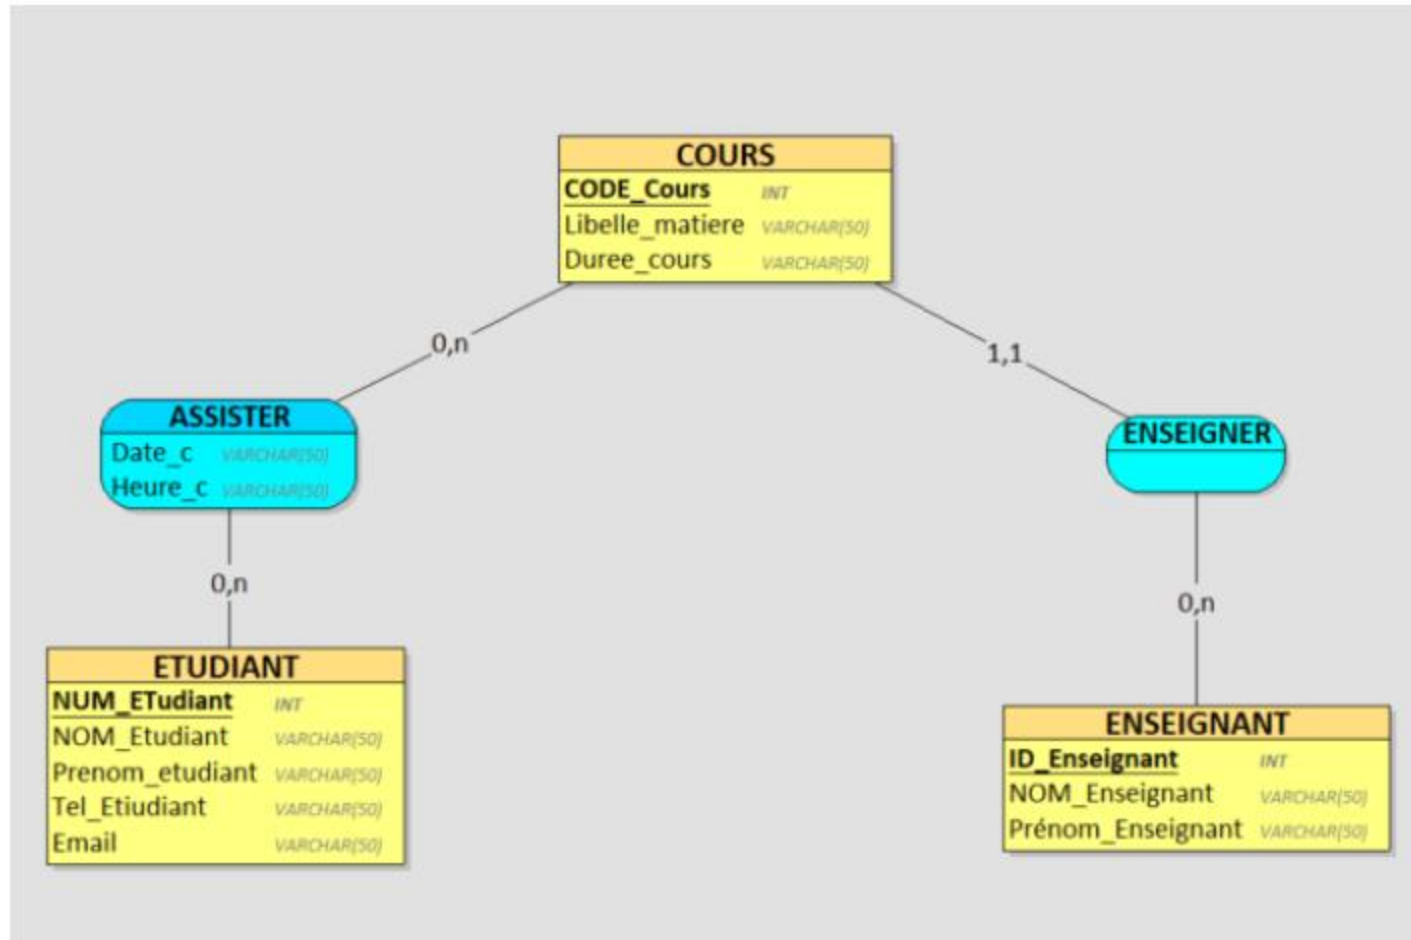 COURS
CODE_Cours INT
Libelle_matiere VARCHAR(50)
Duree_cours VARCHAR(50)
0,n
1,1
ASSISTER
Date_c VARCHAR(50)
Heure_c VARCHAR(50)
ENSEIGNER
0,n
0,n
ETUDIANT
NUM_ETudiant INT
NOM_Etudiant VARCHAR(50)
Prenom_etudiant VARCHAR(50)
Tel_Etiudiant VARCHAR(50)
Email VARCHAR(50)
ENSEIGNANT
ID_Enseignant INT
NOM_Enseignant VARCHAR(50)
Prénom_Enseignant VARCHAR(50)